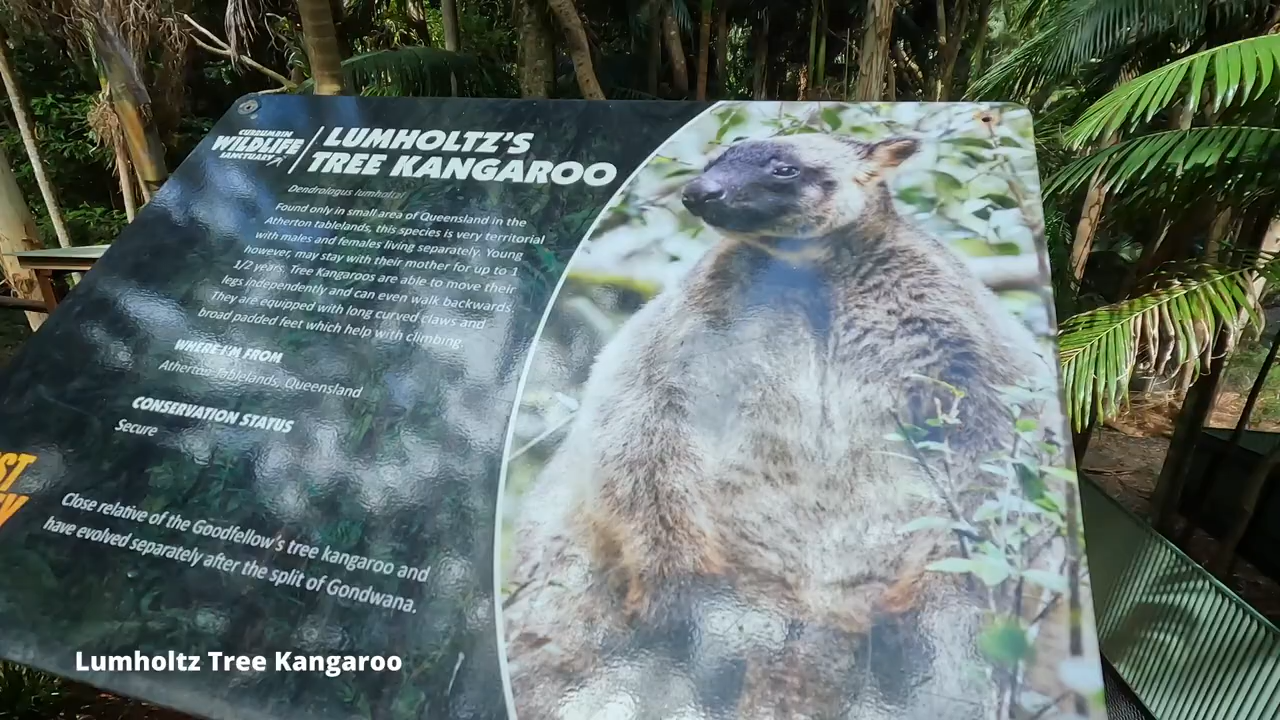 CURRUMBIN
WILDLIFE
SANCTUARY
LUMHOLTZ'S
TREE KANGAROO
Dendrolagus lumholtzi
Found only in small area of Queensland in the
Atherton tablelands, this species is very territorial
with males and females living separately. Young
however, may stay with their mother for up to 1
1/2 years. Tree Kangaroos are able to move their
legs independently and can even walk backwards.
They are equipped with long curved claws and
broad padded feet which help with climbing.
WHERE I'M FROM
Atherton Tablelands, Queensland
CONSERVATION STATUS
Secure
Close relative of the Goodfellow's tree kangaroo and
have evolved separately after the split of Gondwana.
Lumholtz Tree Kangaroo